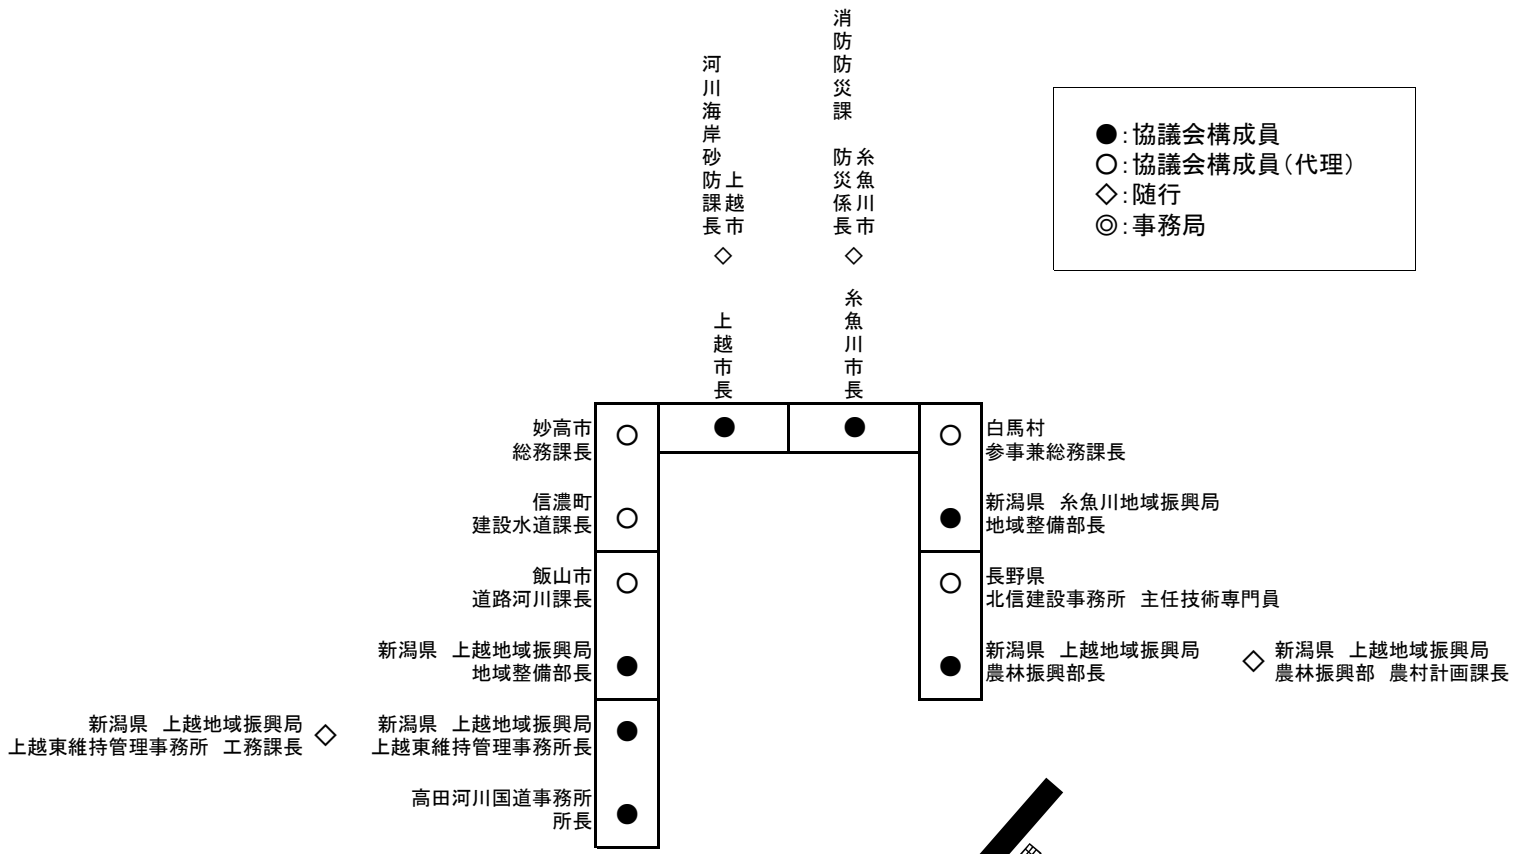 上越市
河川海岸砂防課長
◇
糸魚川市
消防防災課　防災係長
◇
●:協議会構成員
○:協議会構成員(代理)
◇:随行
◎:事務局
上越市長
糸魚川市長
妙高市
総務課長
信濃町
建設水道課長
飯山市
道路河川課長
新潟県　上越地域振興局
地域整備部長
新潟県　上越地域振興局
上越東維持管理事務所　工務課長
◇
新潟県　上越地域振興局
上越東維持管理事務所長
高田河川国道事務所
所長
白馬村
参事兼総務課長
新潟県　糸魚川地域振興局
地域整備部長
長野県
北信建設事務所　主任技術専門員
新潟県　上越地域振興局
農林振興部長
◇
新潟県　上越地域振興局
農林振興部　農村計画課長